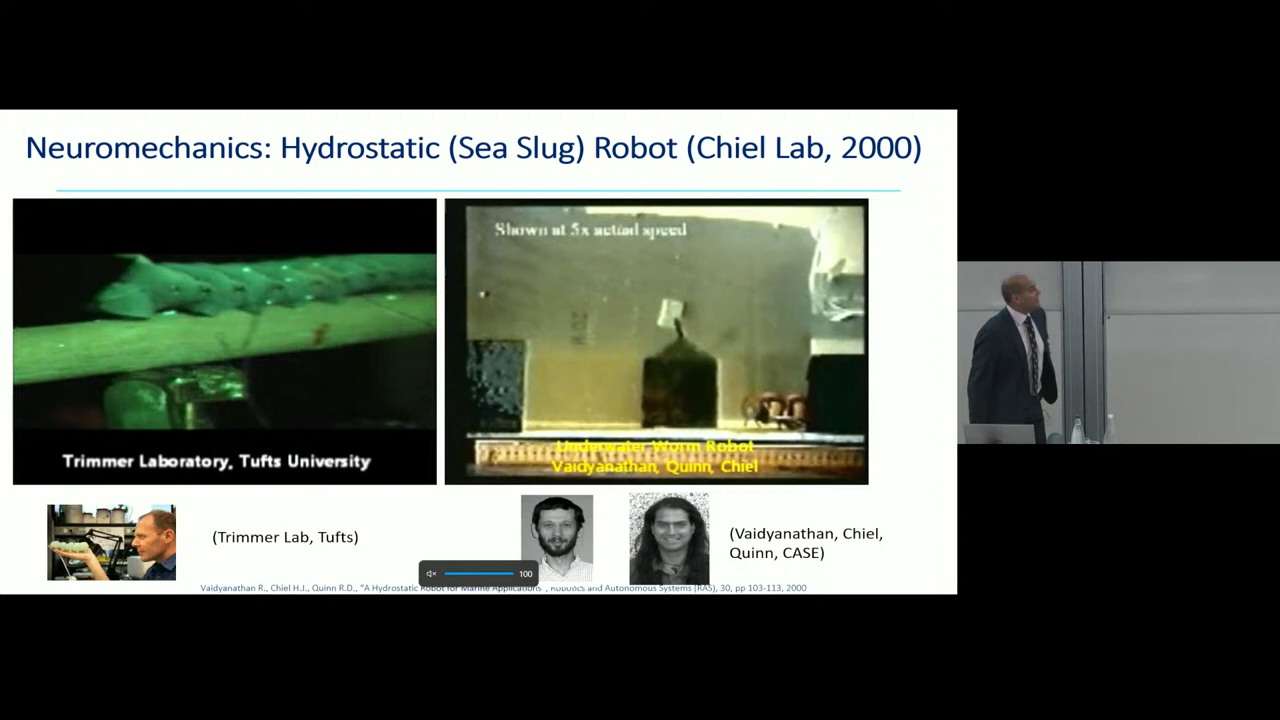 Neuromechanics: Hydrostatic (Sea Slug) Robot (Chiel Lab, 2000)
Shown at 5x actual speed
Trimmer Laboratory, Tufts University
Underwater Worm Robot
Vaidyanathan, Quinn, Chiel
(Trimmer Lab, Tufts)
(Vaidyanathan, Chiel,
Quinn, CASE)
100
Vaidyanathan R., Chiel H.J., Quinn R.D., "A Hydrostatic Robot for Marine Applications", Robotics and Autonomous Systems (RAS), 30, pp 103-113, 2000